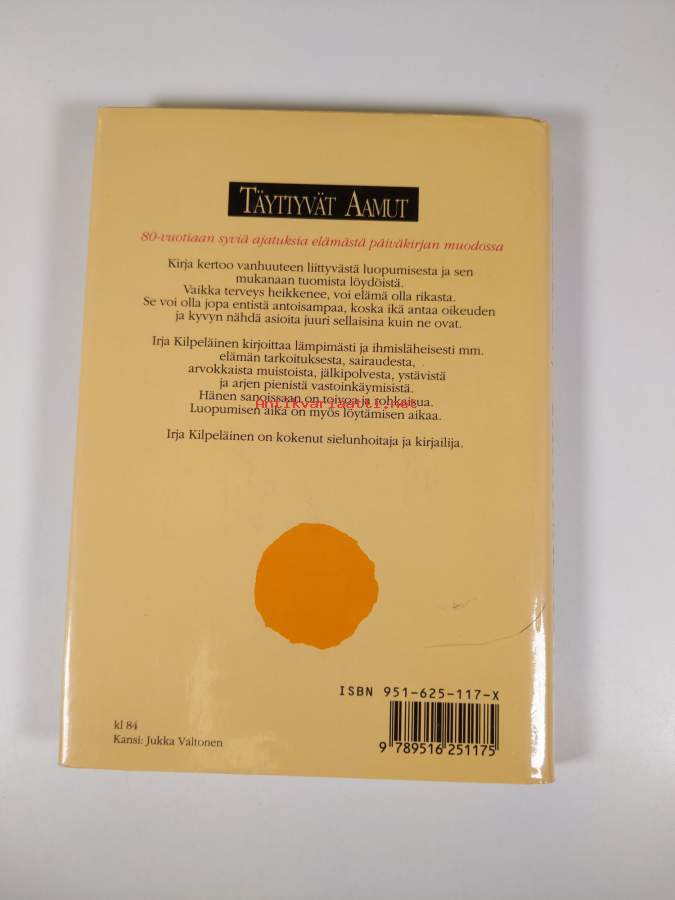 TÄYTTYVÄT AAMUT
80-vuotiaan syviä ajatuksia elämästä päiväkirjan muodossa
Kirja kertoo vanhuuteen liittyvästä luopumisesta ja sen
mukanaan tuomista löydöistä.
Vaikka terveys heikkenee, voi elämä olla rikasta.
Se voi olla jopa entistä antoisampaa, koska ikä antaa oikeuden
ja kyvyn nähdä asioita juuri sellaisina kuin ne ovat.
Irja Kilpeläinen kirjoittaa lämpimästi ja ihmisläheisesti mm.
elämän tarkoituksesta, sairaudesta,
arvokkaista muistoista, jälkipolvesta, ystävistä
ja arjen pienistä vastoinkäymisistä.
Hänen sanoissaan on toivoa ja rohkaisua.
Antikvariaatti.net
Luopumisen aika on myös löytämisen aikaa.
Irja Kilpeläinen on kokenut sielunhoitaja ja kirjailija.
ISBN 951-625-117-X
kl 84
Kansi: Jukka Valtonen
9 789516 251175